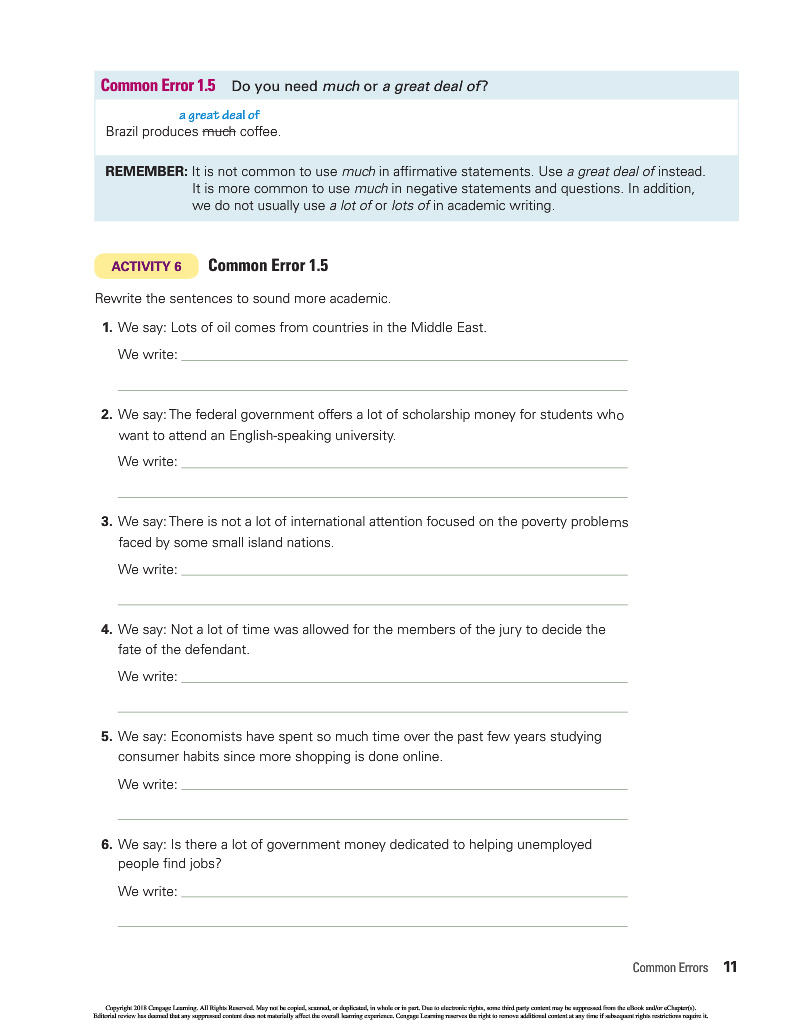 Common Error 1.5 Do you need much or a great deal of?
a great deal of
Brazil produces much coffee.
REMEMBER: It is not common to use much in affirmative statements. Use a great deal of instead.
It is more common to use much in negative statements and questions. In addition,
we do not usually use a lot of or lots of in academic writing.
ACTIVITY 6 Common Error 1.5
Rewrite the sentences to sound more academic.
1. We say: Lots of oil comes from countries in the Middle East.
We write:
2. We say: The federal government offers a lot of scholarship money for students who
want to attend an English-speaking university.
We write:
3. We say: There is not a lot of international attention focused on the poverty problems
faced by some small island nations.
We write:
4. We say: Not a lot of time was allowed for the members of the jury to decide the
fate of the defendant.
We write:
5. We say: Economists have spent so much time over the past few years studying
consumer habits since more shopping is done online.
We write:
6. We say: Is there a lot of government money dedicated to helping unemployed
people find jobs?
We write:
Common Errors 11
Copyright 2018 Cengage Learning. All Rights Reserved. May not be copied, scanned, or duplicated, in whole or in part. Due to electronic rights, some third party content may be suppressed from the eBook and/or eChapter(s).
Editorial review has deemed that any suppressed content does not materially affect the overall learning experience. Cengage Learning reserves the right to remove additional content at any time if subsequent rights restrictions require it.